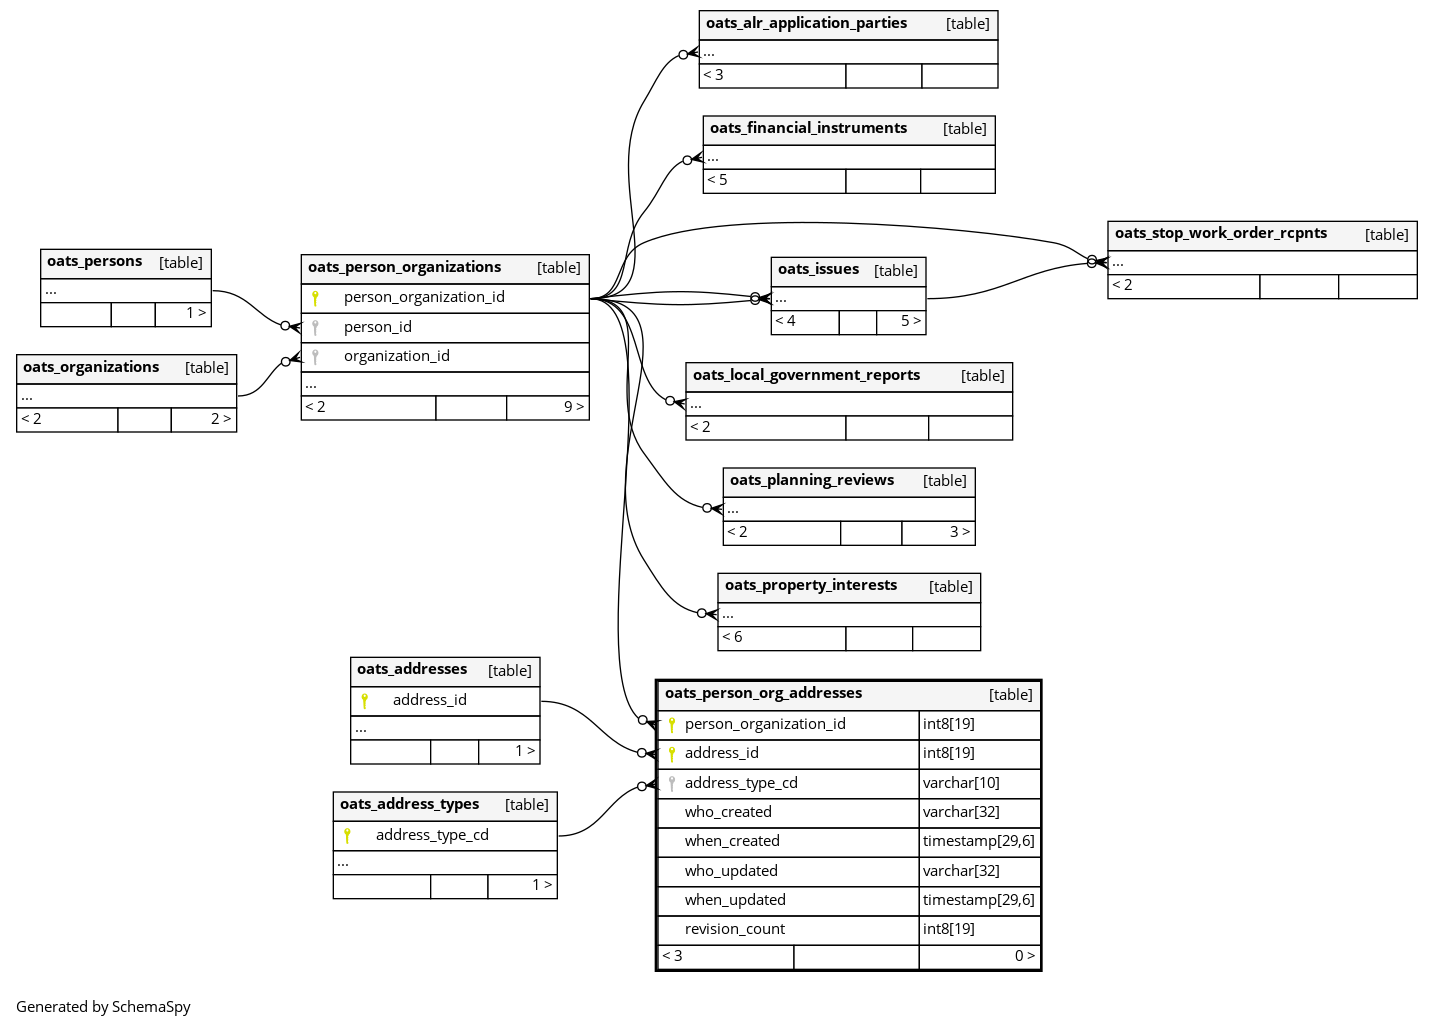 oats_alr_application_parties [table]
...
< 3
oats_financial_instruments [table]
...
< 5
oats_stop_work_order_rcpnts [table]
...
< 2
oats_persons [table]
...
1 >
oats_person_organizations [table]
person_organization_id
person_id
organization_id
...
< 2 9 >
oats_issues [table]
...
< 4 5 >
oats_organizations [table]
...
< 2 2 >
oats_local_government_reports [table]
...
< 2
oats_planning_reviews [table]
...
< 2 3 >
oats_property_interests [table]
...
< 6
oats_addresses [table]
address_id
...
1 >
oats_address_types [table]
address_type_cd
...
1 >
oats_person_org_addresses [table]
person_organization_id int8[19]
address_id int8[19]
address_type_cd varchar[10]
who_created varchar[32]
when_created timestamp[29,6]
who_updated varchar[32]
when_updated timestamp[29,6]
revision_count int8[19]
< 3 0 >
Generated by SchemaSpy